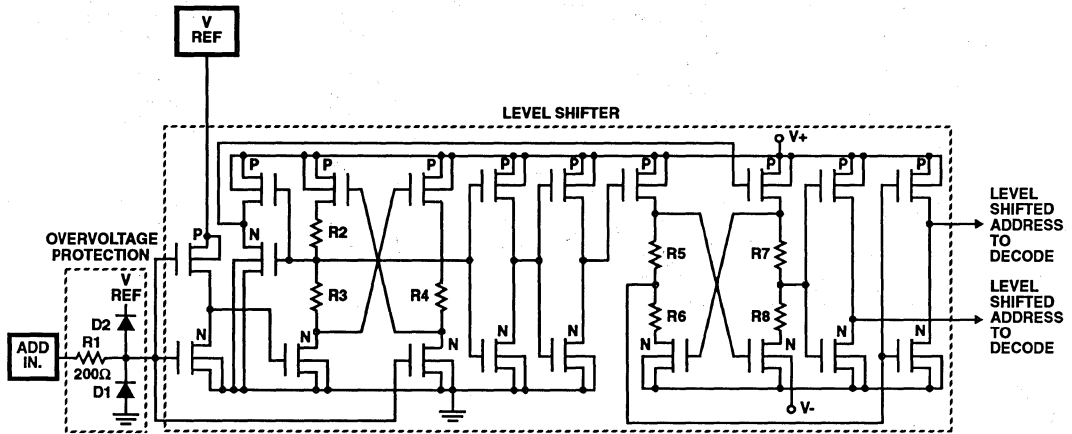 V
REF
LEVEL SHIFTER
V+
P
P
P
P
P
P
P
P
P
LEVEL
SHIFTED
ADDRESS
TO
DECODE
OVERVOLTAGE
PROTECTION
P
N
R2
R5
R7
V
REF
D2
R3
R4
R6
R8
LEVEL
SHIFTED
ADDRESS
TO
DECODE
ADD
IN.
R1
200Ω
D1
N
N
N
N
N
N
N
N
N
V-